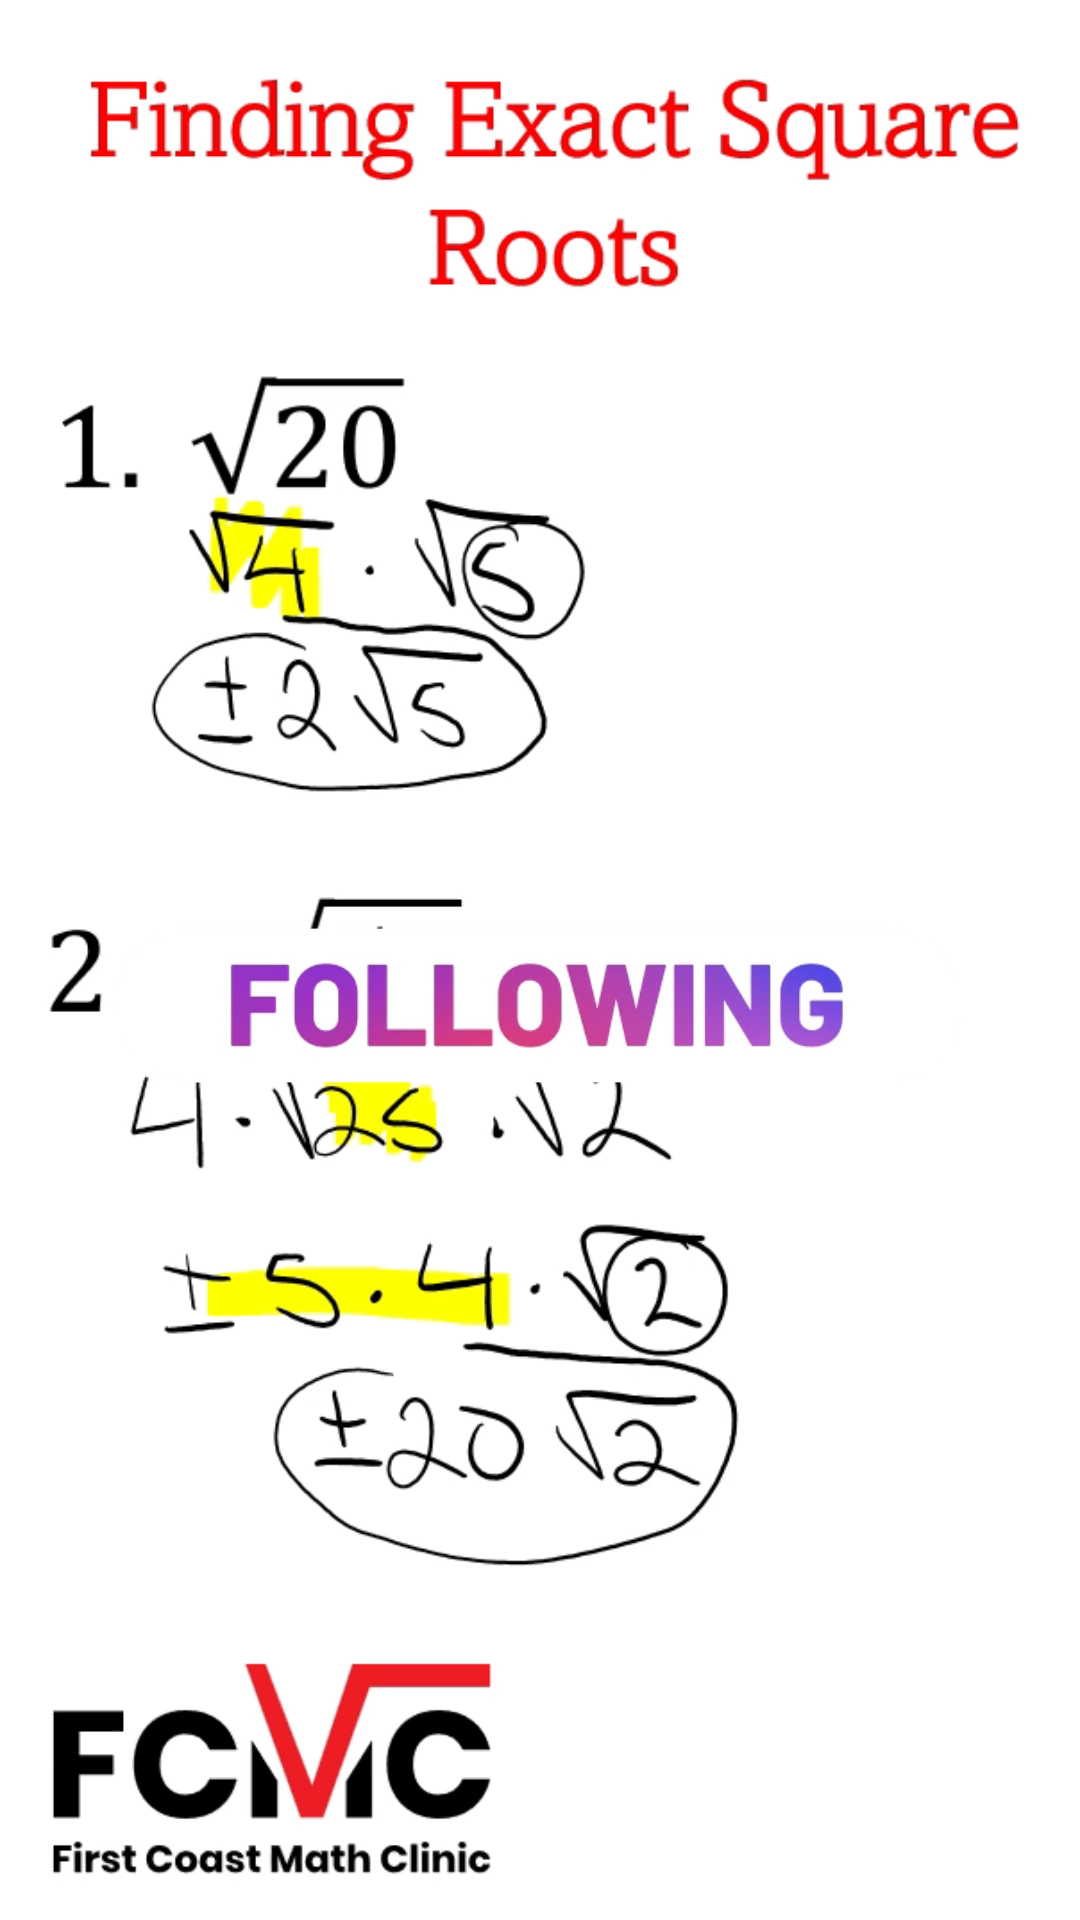 Finding Exact Square
Roots
1. √20
√4 · √5
±2√5
2
FOLLOWING
4 · √25 · √2
±5 · 4 · √2
±20√2
FCMC
First Coast Math Clinic